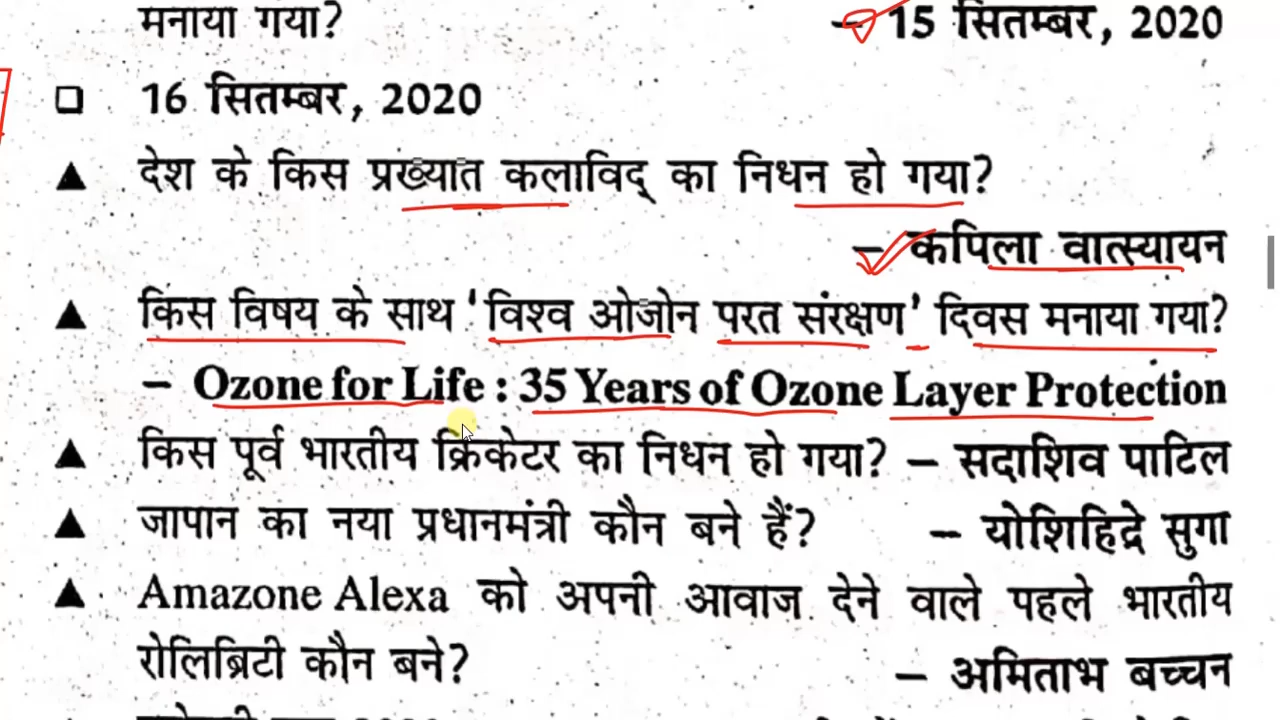 मनाया गया? – 15 सितम्बर, 2020
16 सितम्बर, 2020
देश के किस प्रख्यात कलाविद् का निधन हो गया?
– कपिला वात्स्यायन
किस विषय के साथ 'विश्व ओजोन परत संरक्षण' दिवस मनाया गया?
– Ozone for Life : 35 Years of Ozone Layer Protection
किस पूर्व भारतीय क्रिकेटर का निधन हो गया? – सदाशिव पाटिल
जापान का नया प्रधानमंत्री कौन बने हैं? – योशिहिद्रे सुगा
Amazone Alexa को अपनी आवाज देने वाले पहले भारतीय
रोलिब्रिटी कौन बने? – अमिताभ बच्चन